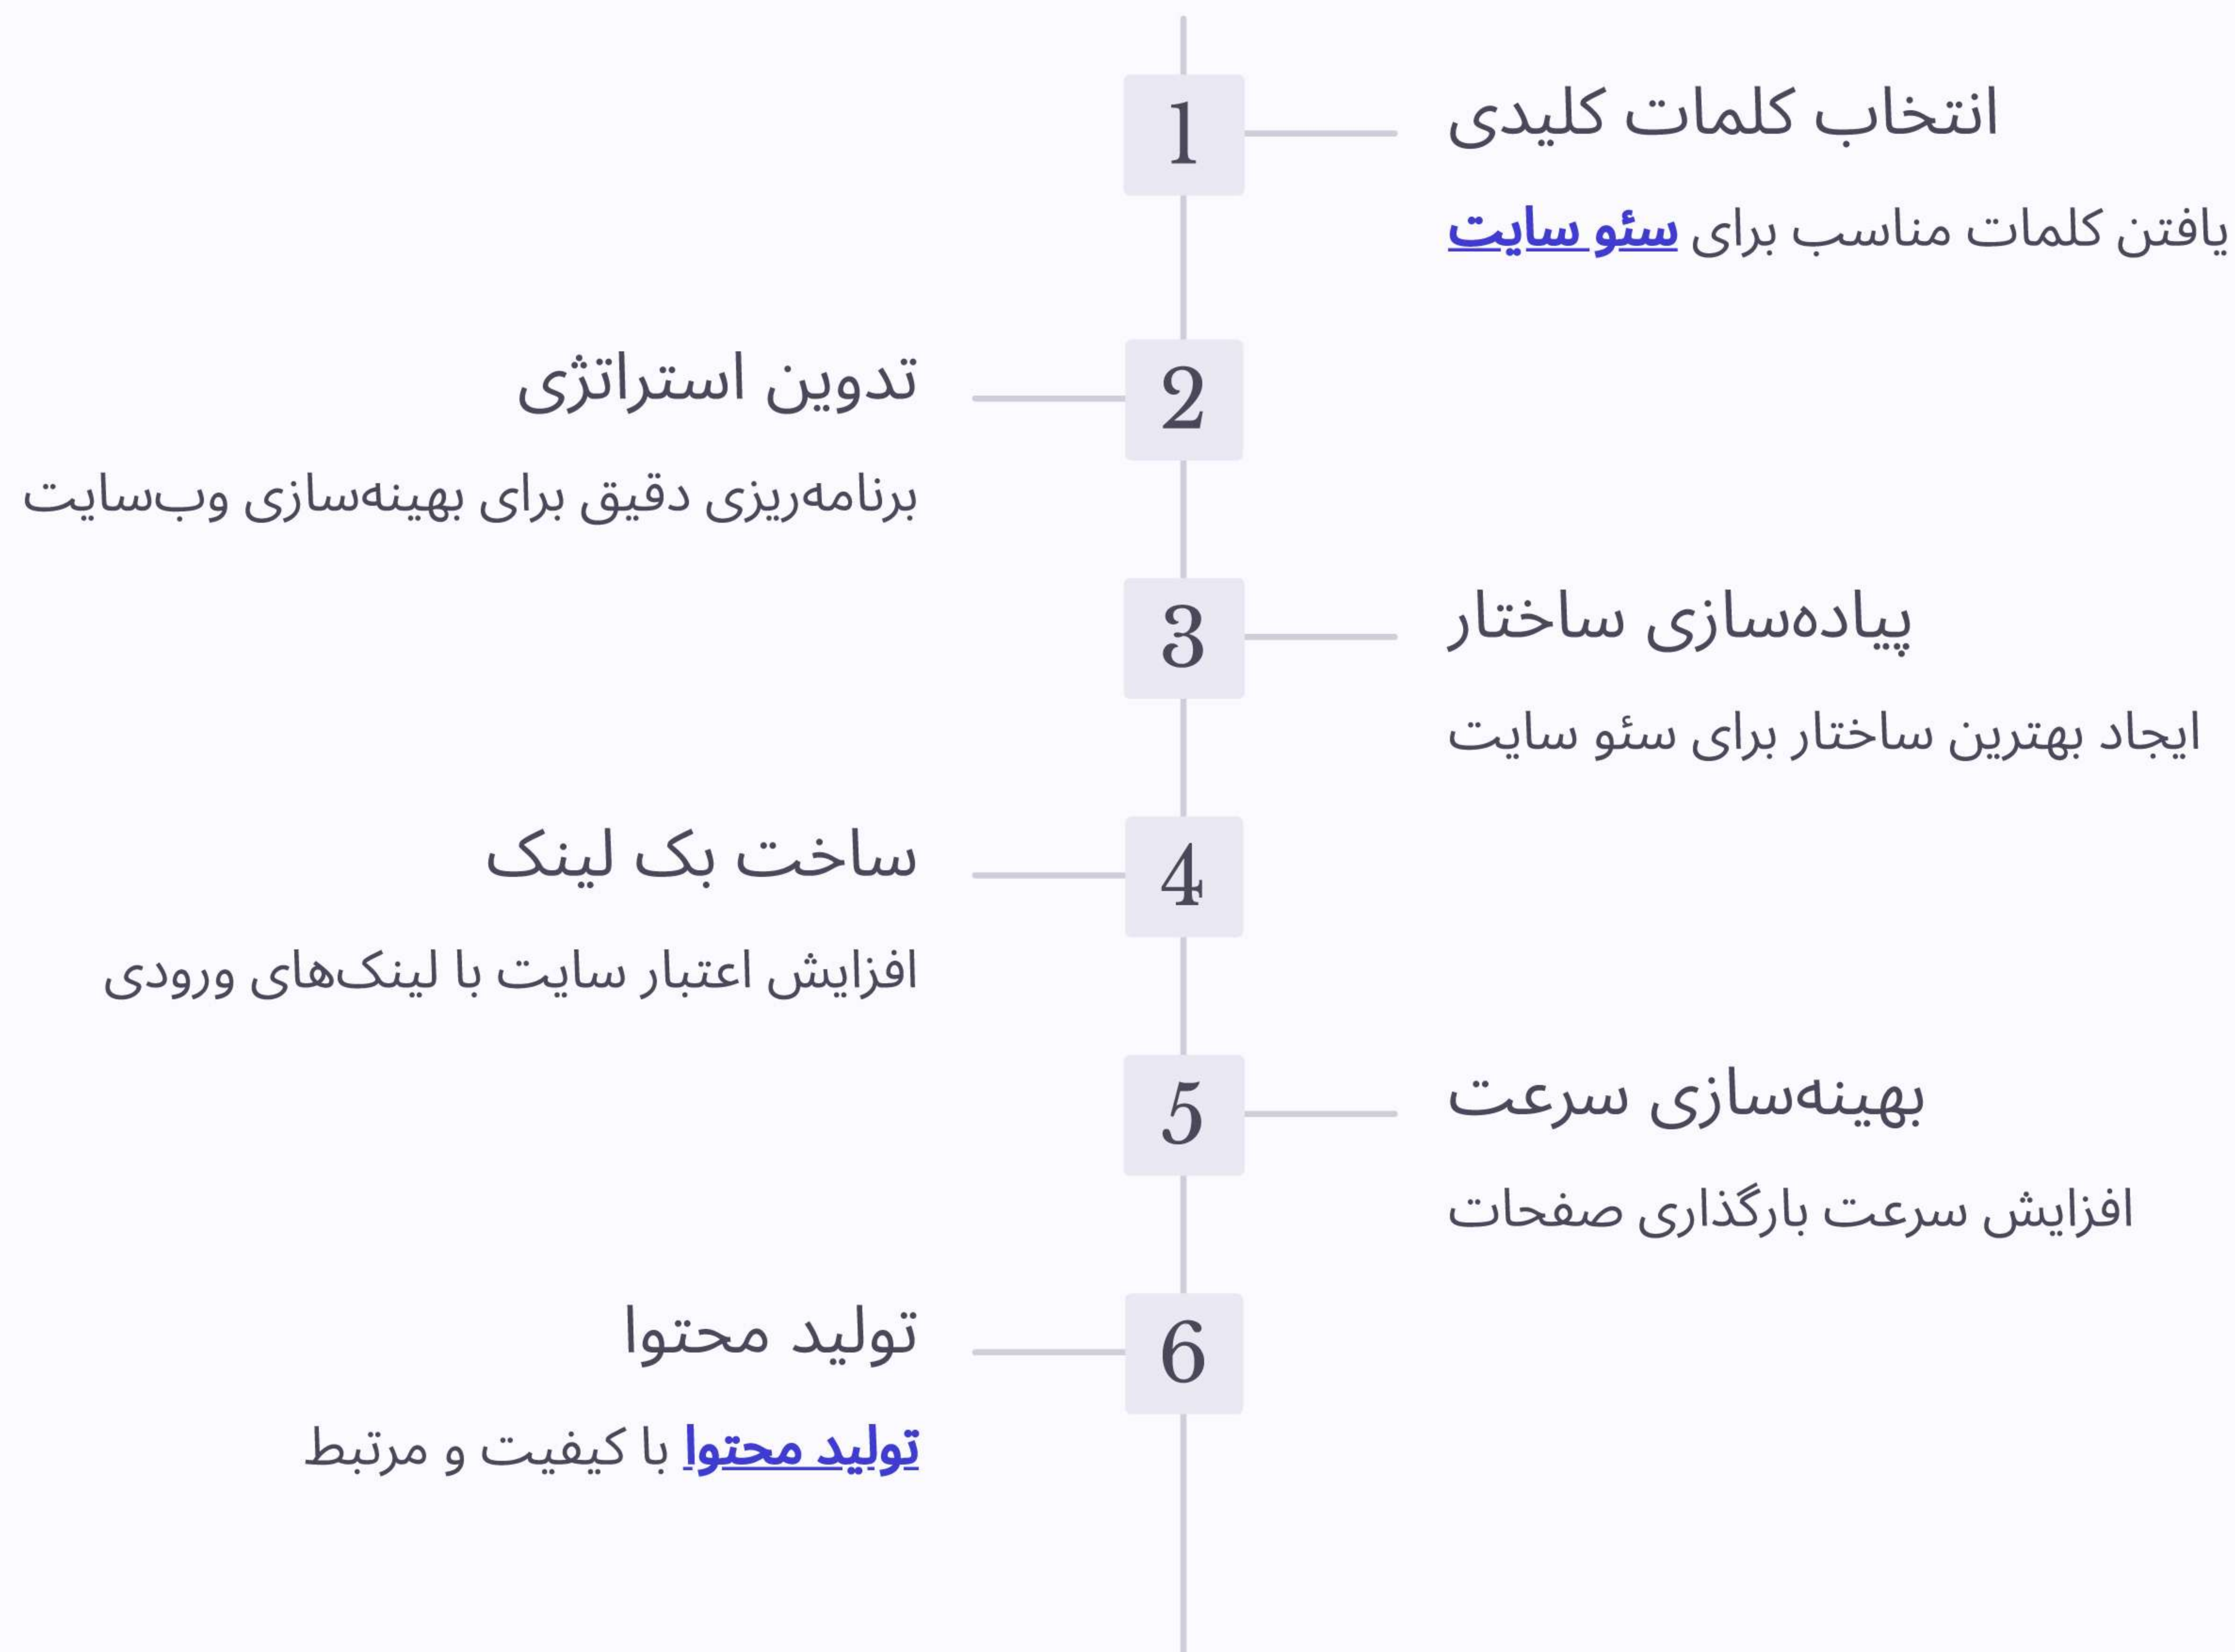 1
انتخاب کلمات کلیدی
یافتن کلمات مناسب برای سئو سایت
2
تدوین استراتژی
برنامه‌ریزی دقیق برای بهینه‌سازی وب‌سایت
3
پیاده‌سازی ساختار
ایجاد بهترین ساختار برای سئو سایت
4
ساخت بک لینک
افزایش اعتبار سایت با لینک‌های ورودی
5
بهینه‌سازی سرعت
افزایش سرعت بارگذاری صفحات
6
تولید محتوا
تولید محتوا با کیفیت و مرتبط